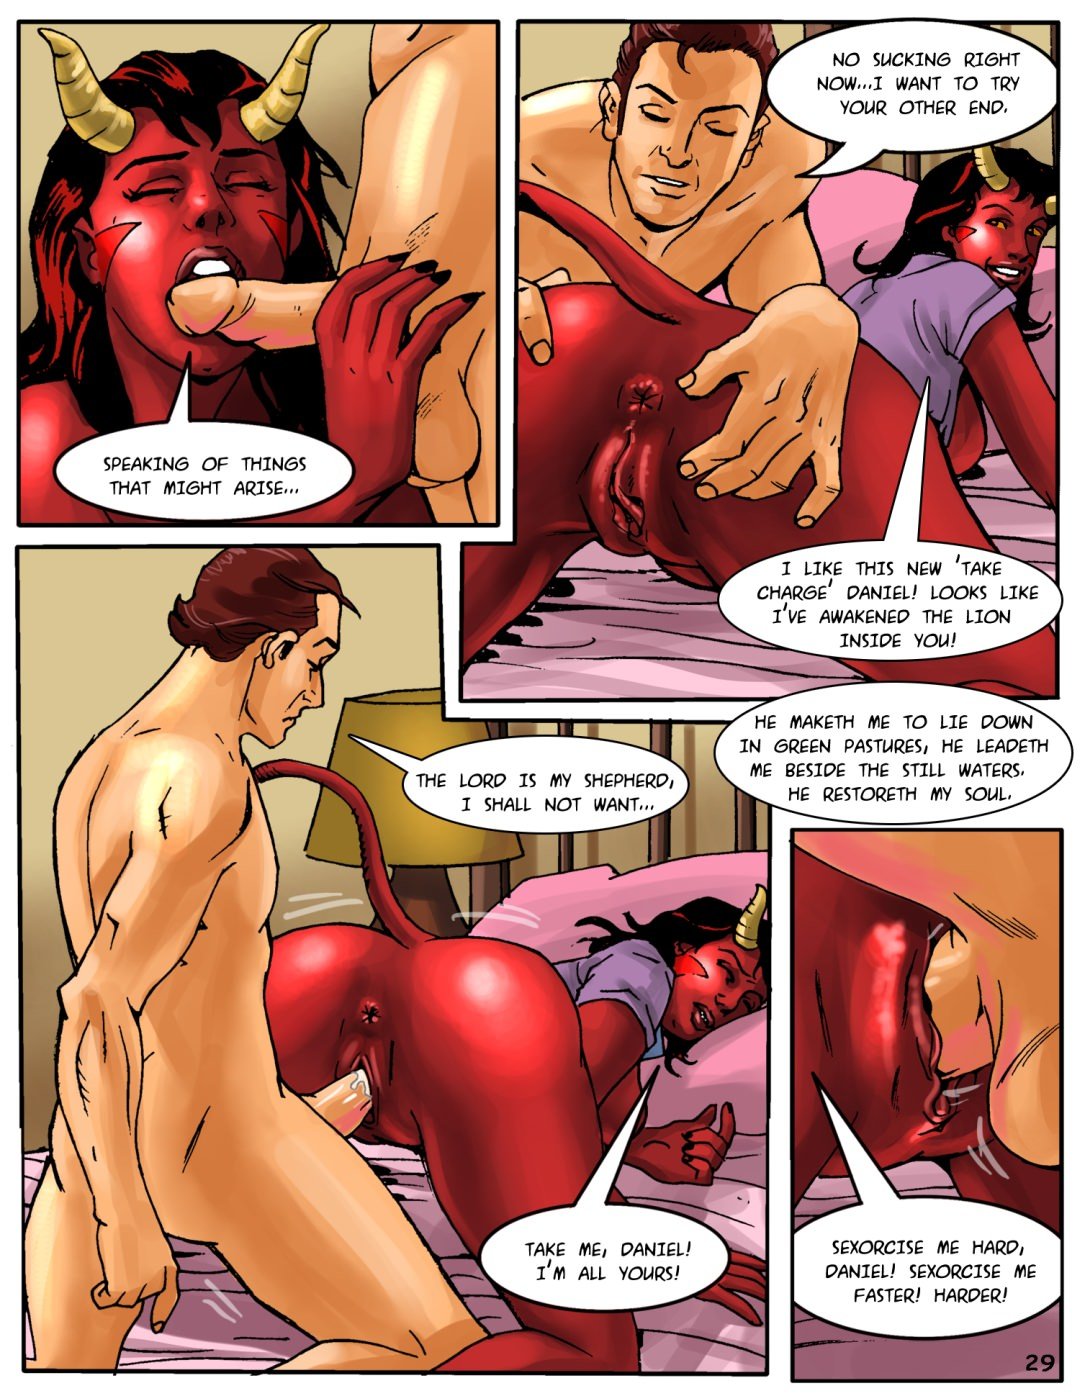 SPEAKING OF THINGS
THAT MIGHT ARISE...
NO SUCKING RIGHT
NOW...I WANT TO TRY
YOUR OTHER END.
I LIKE THIS NEW 'TAKE
CHARGE' DANIEL! LOOKS LIKE
I'VE AWAKENED THE LION
INSIDE YOU!
THE LORD IS MY SHEPHERD,
I SHALL NOT WANT...
TAKE ME, DANIEL!
I'M ALL YOURS!
HE MAKETH ME TO LIE DOWN
IN GREEN PASTURES, HE LEADETH
ME BESIDE THE STILL WATERS.
HE RESTORETH MY SOUL.
SEXORCISE ME HARD,
DANIEL! SEXORCISE ME
FASTER! HARDER!
29